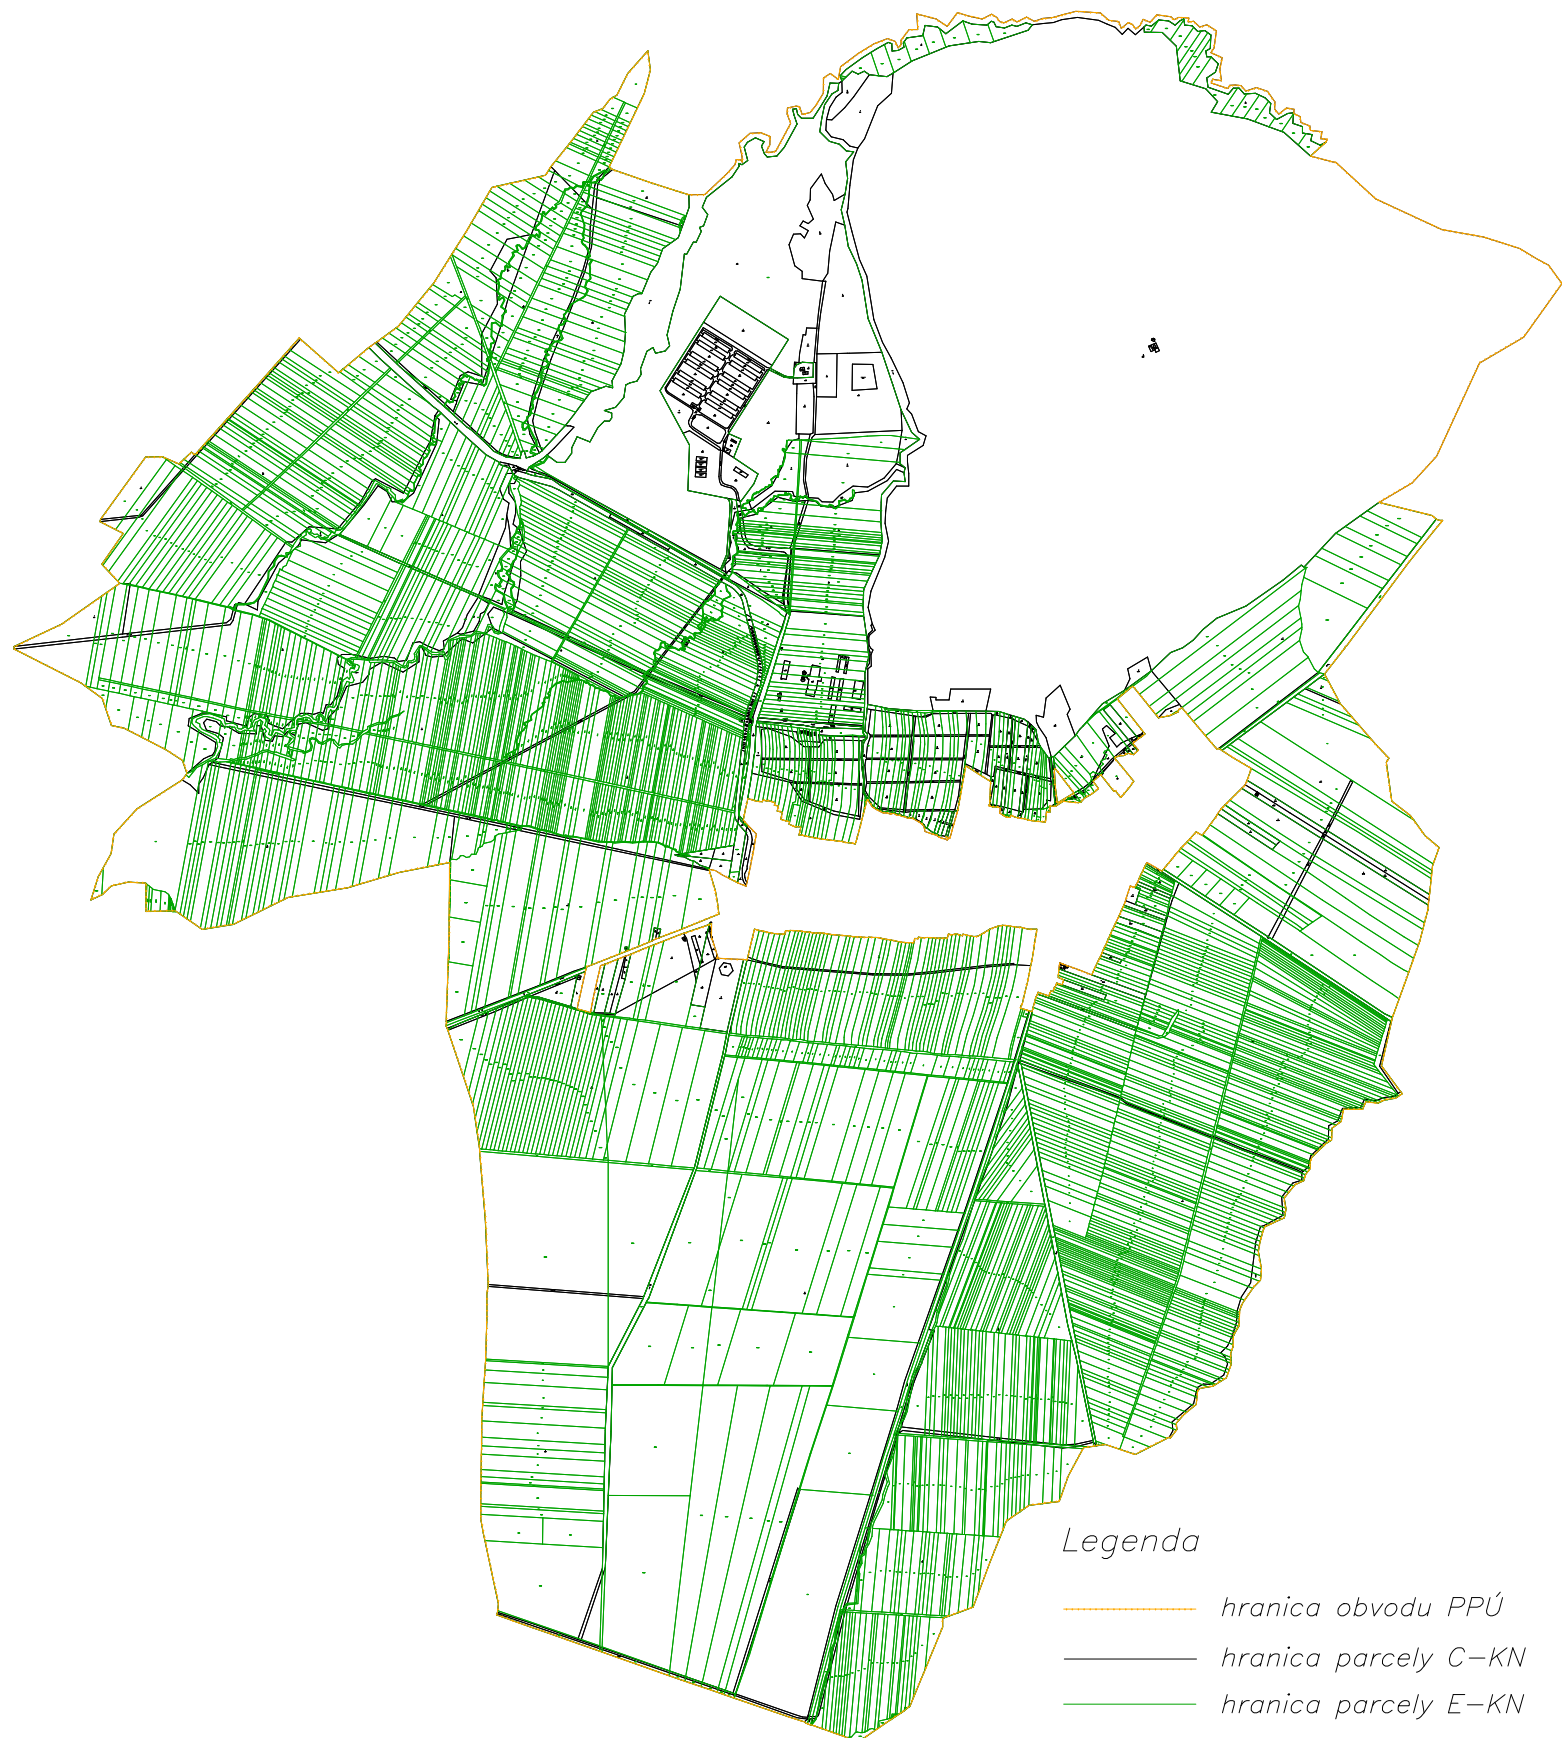 Legenda
hranica obvodu PPÚ
hranica parcely C-KN
hranica parcely E-KN